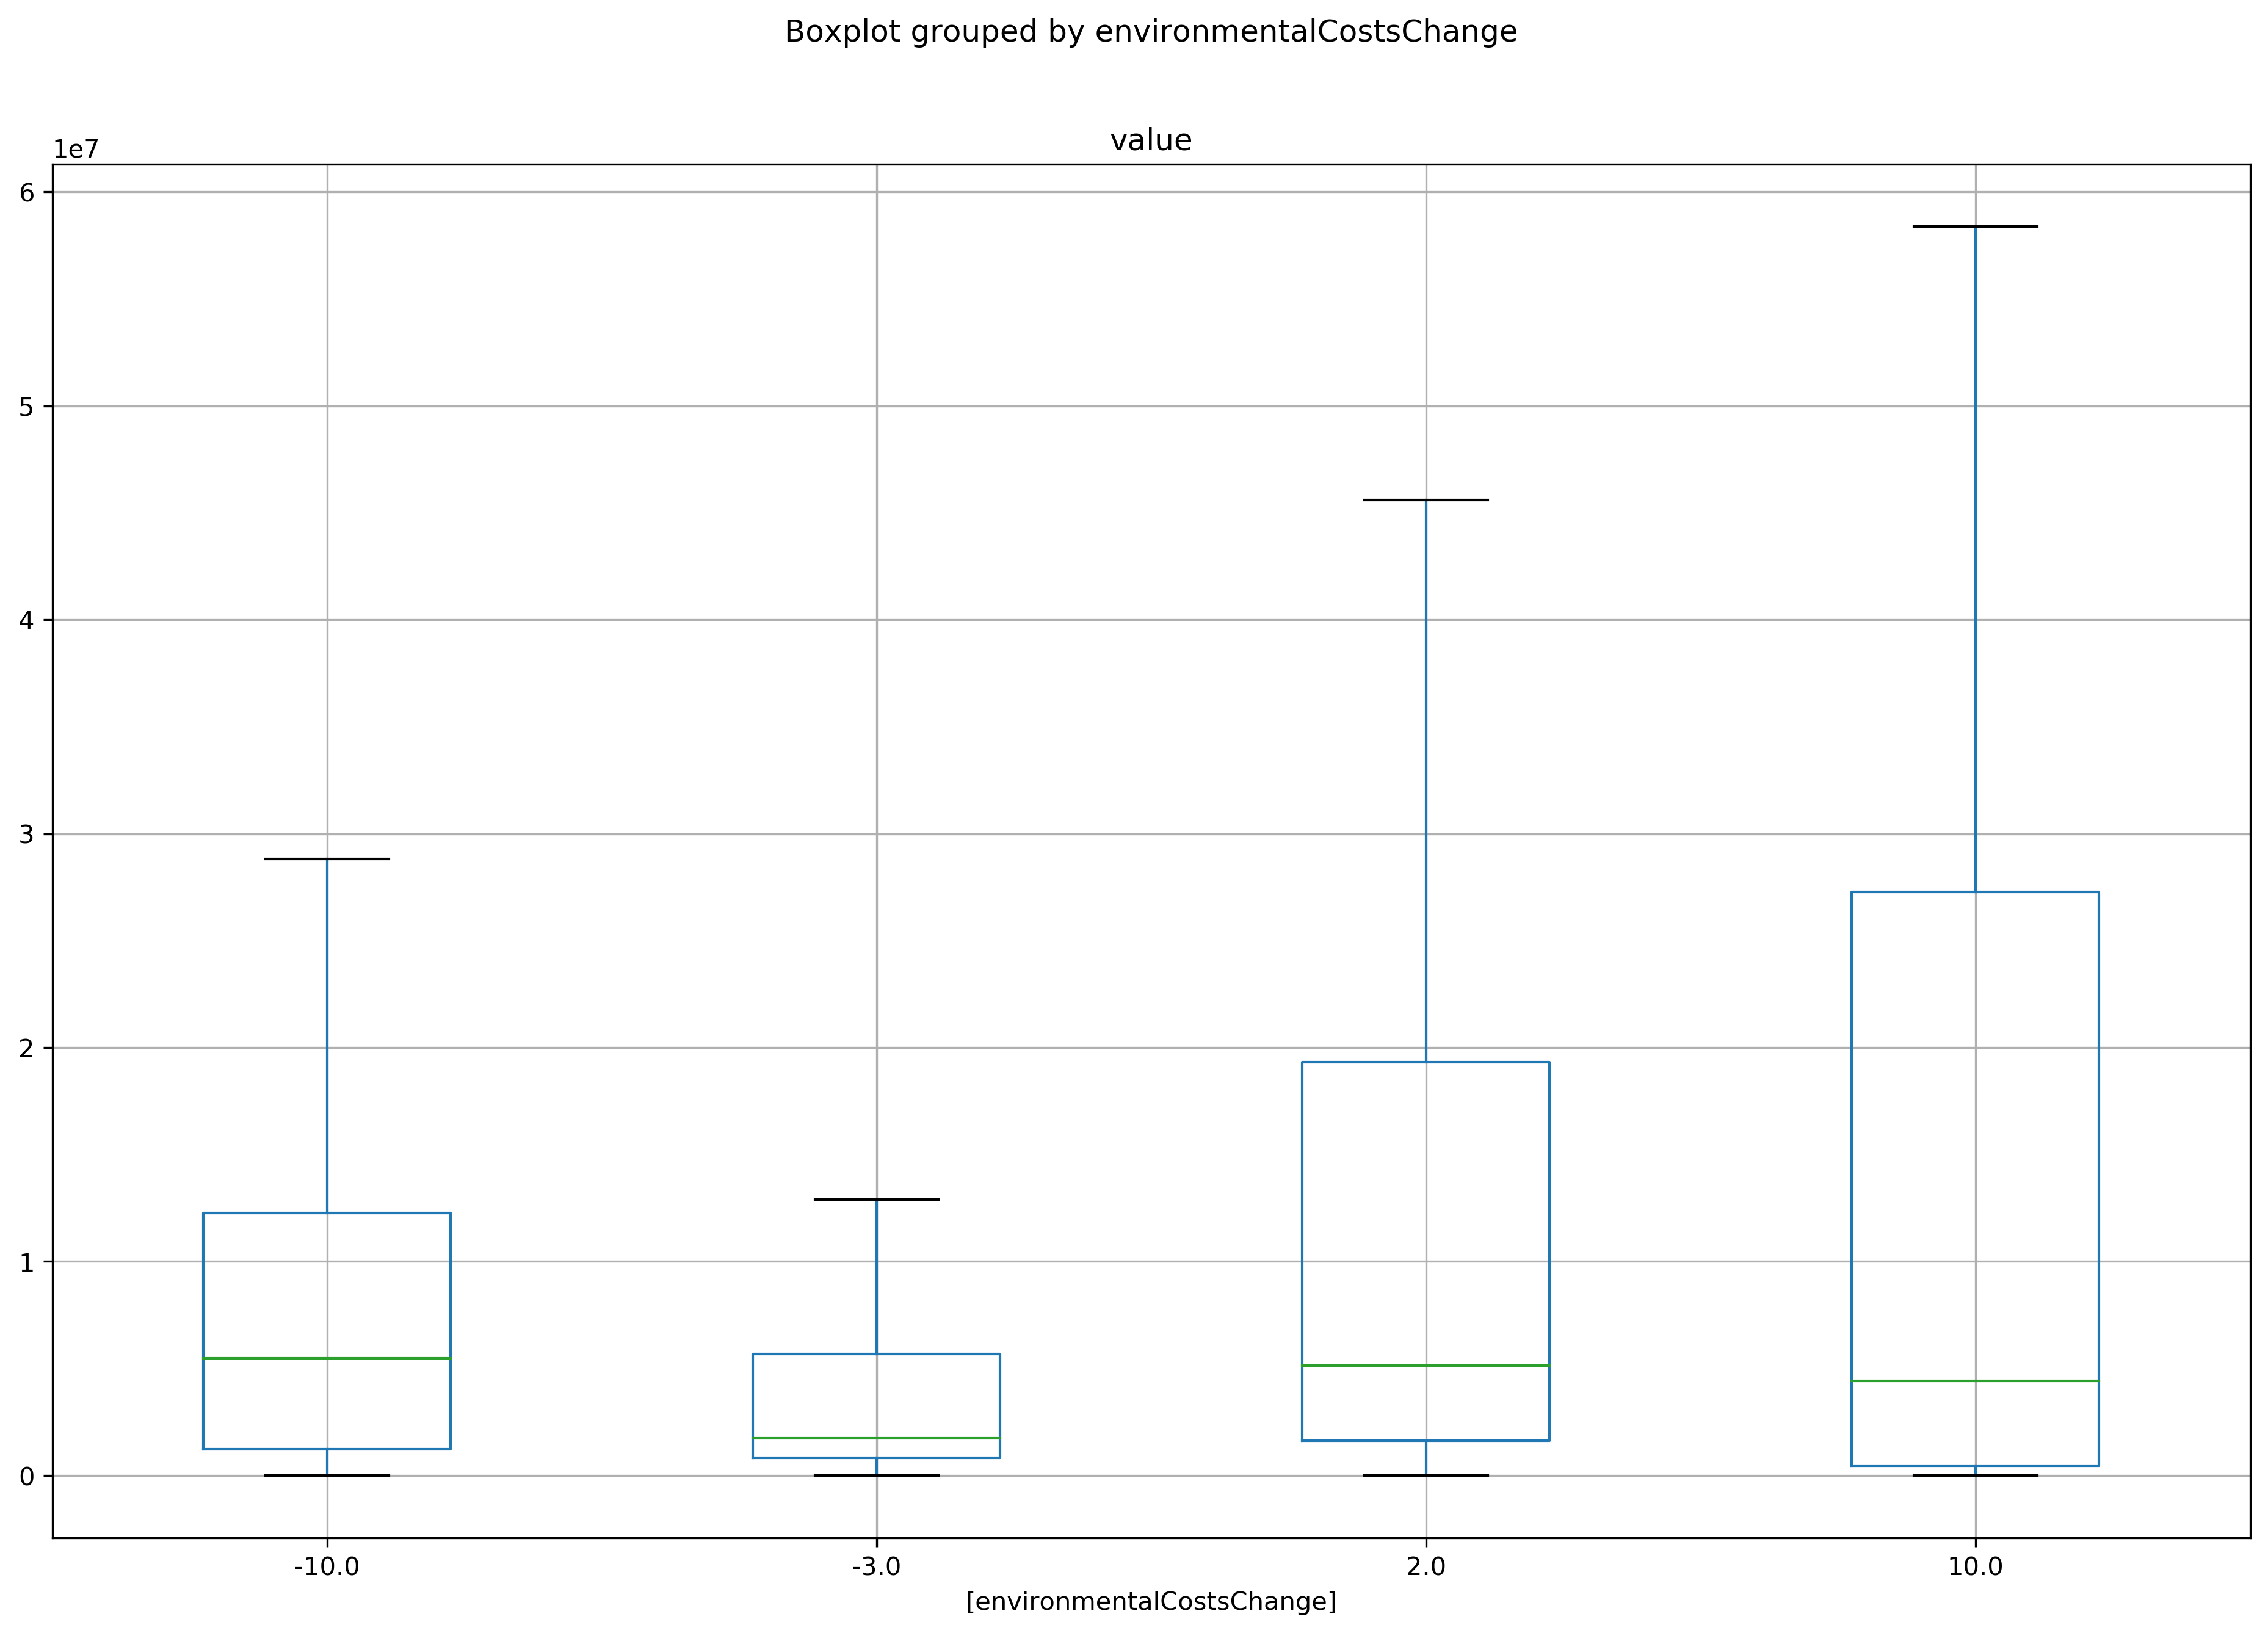 Boxplot grouped by environmentalCostsChange
value
1e7
6
5
4
3
2
1
0
-10.0 -3.0 2.0 10.0
[environmentalCostsChange]